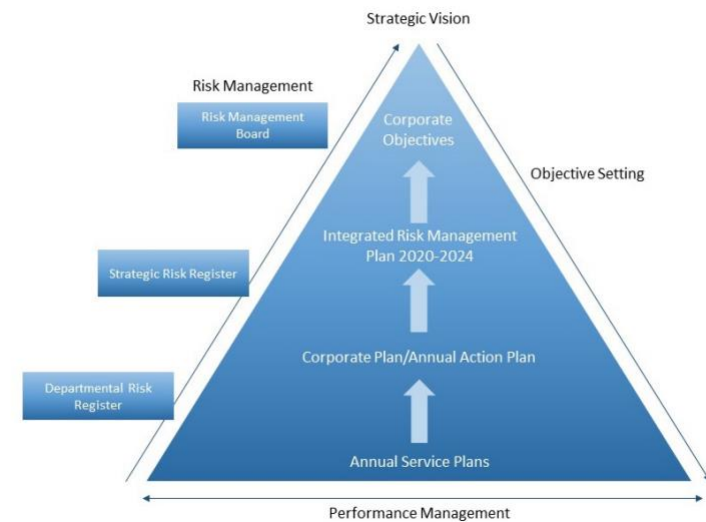 Strategic Vision
Risk Management
Risk Management
Board
Corporate
Objectives
Objective Setting
Integrated Risk Management
Plan 2020-2024
Strategic Risk Register
Corporate Plan/Annual Action Plan
Departmental Risk
Register
Annual Service Plans
Performance Management